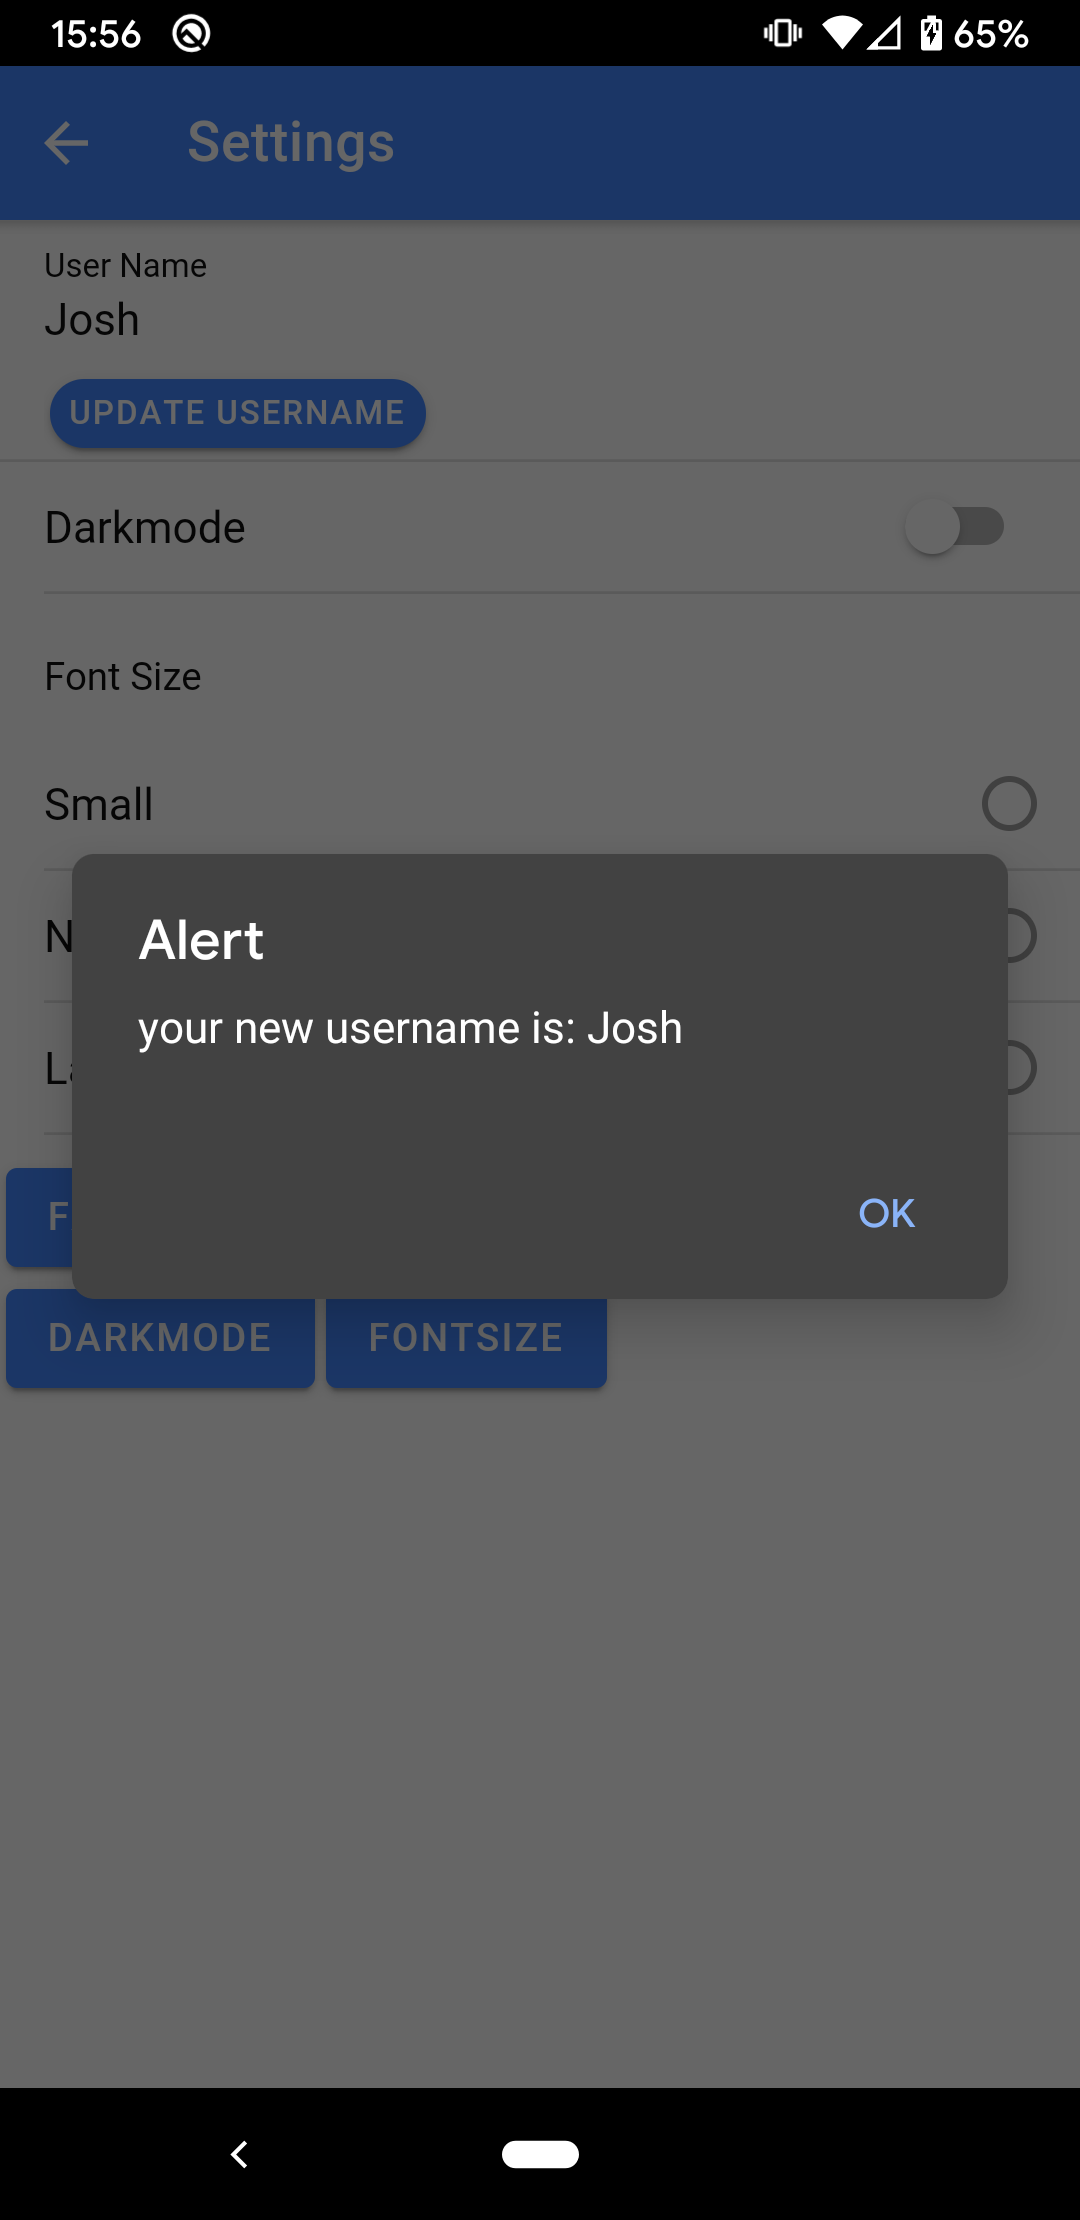 15:56 65%
Settings
User Name
Josh
UPDATE USERNAME
Darkmode
Font Size
Small
Alert
your new username is: Josh
OK
DARKMODE FONTSIZE